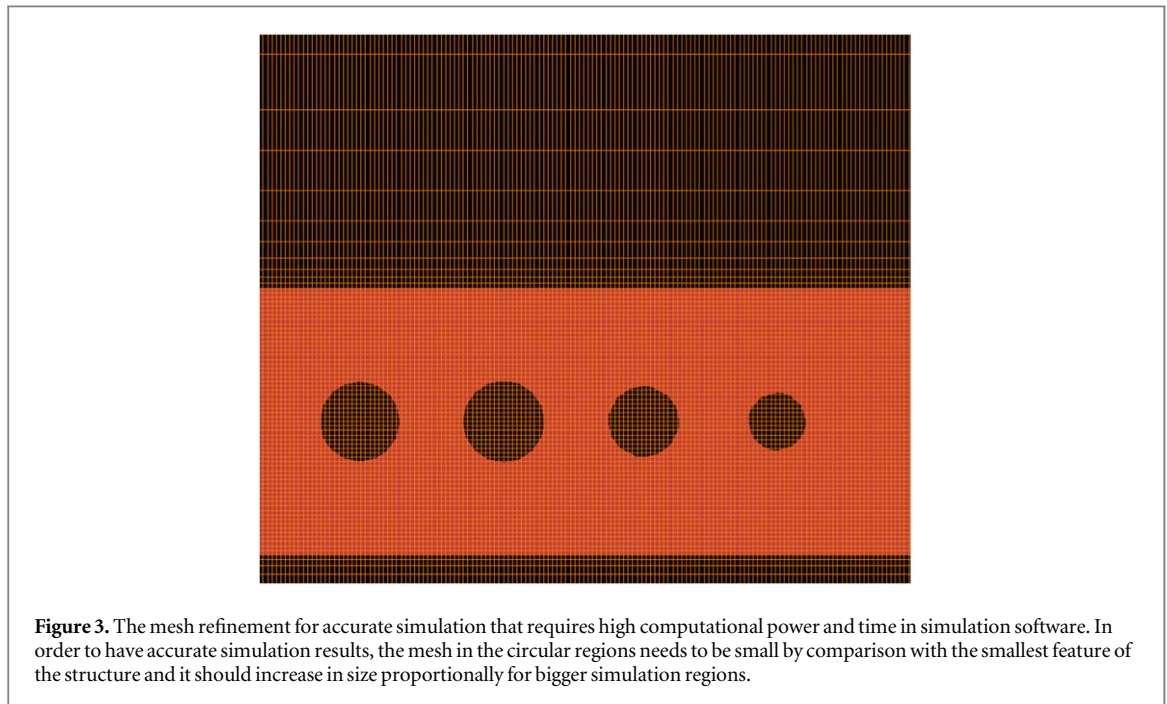 Figure 3. The mesh refinement for accurate simulation that requires high computational power and time in simulation software. In
order to have accurate simulation results, the mesh in the circular regions needs to be small by comparison with the smallest feature of
the structure and it should increase in size proportionally for bigger simulation regions.